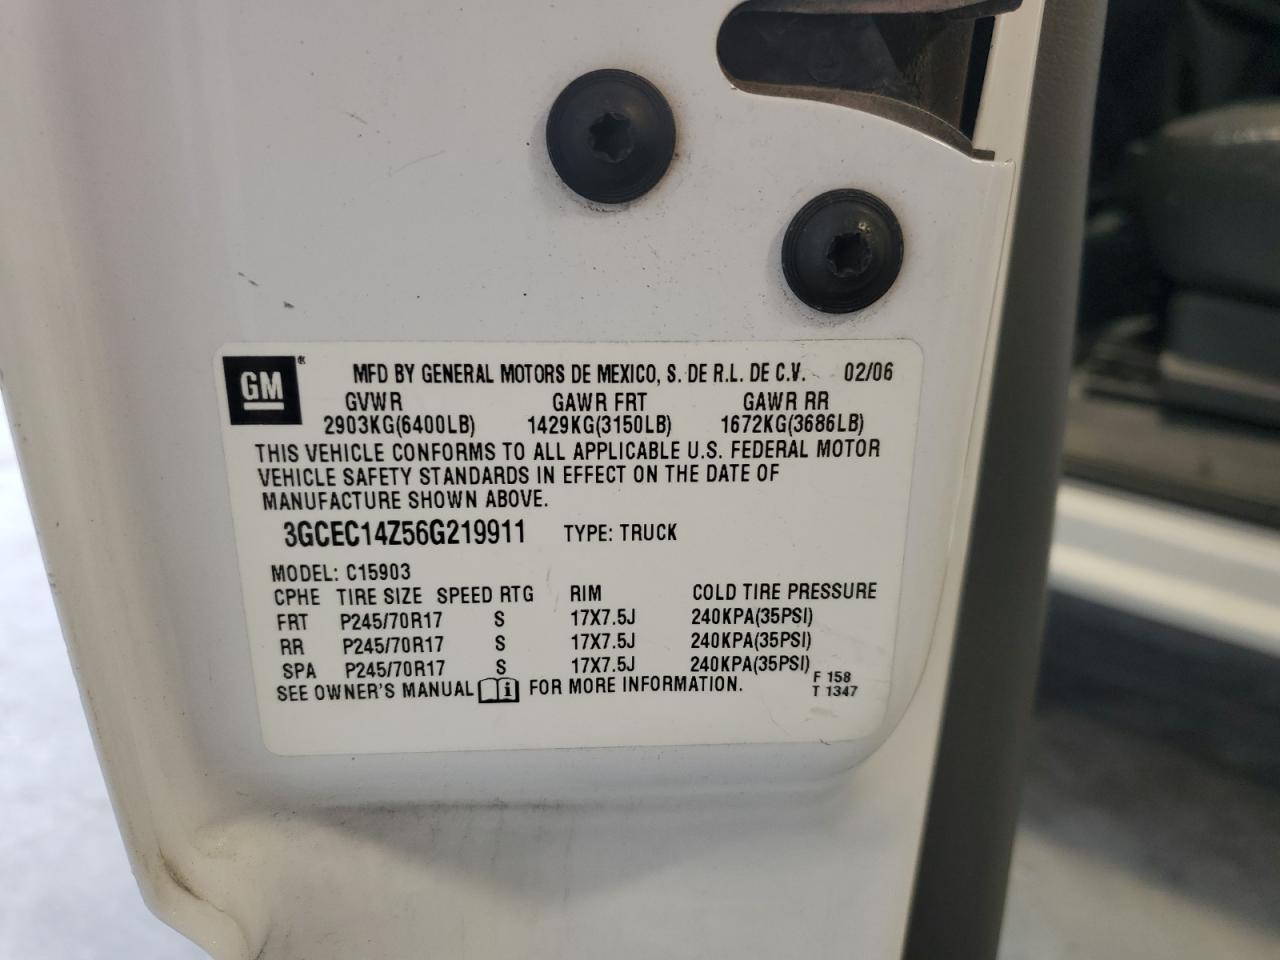 GM®
MFD BY GENERAL MOTORS DE MEXICO, S. DE R.L. DE C.V. 02/06
GVWR GAWR FRT GAWR RR
2903KG(6400LB) 1429KG(3150LB) 1672KG(3686LB)
THIS VEHICLE CONFORMS TO ALL APPLICABLE U.S. FEDERAL MOTOR
VEHICLE SAFETY STANDARDS IN EFFECT ON THE DATE OF
MANUFACTURE SHOWN ABOVE.
3GCEC14Z56G219911 TYPE: TRUCK
MODEL: C15903
CPHE TIRE SIZE SPEED RTG RIM COLD TIRE PRESSURE
FRT P245/70R17 S 17X7.5J 240KPA(35PSI)
RR P245/70R17 S 17X7.5J 240KPA(35PSI)
SPA P245/70R17 S 17X7.5J 240KPA(35PSI)
SEE OWNER'S MANUAL i FOR MORE INFORMATION.
F 158
T 1347